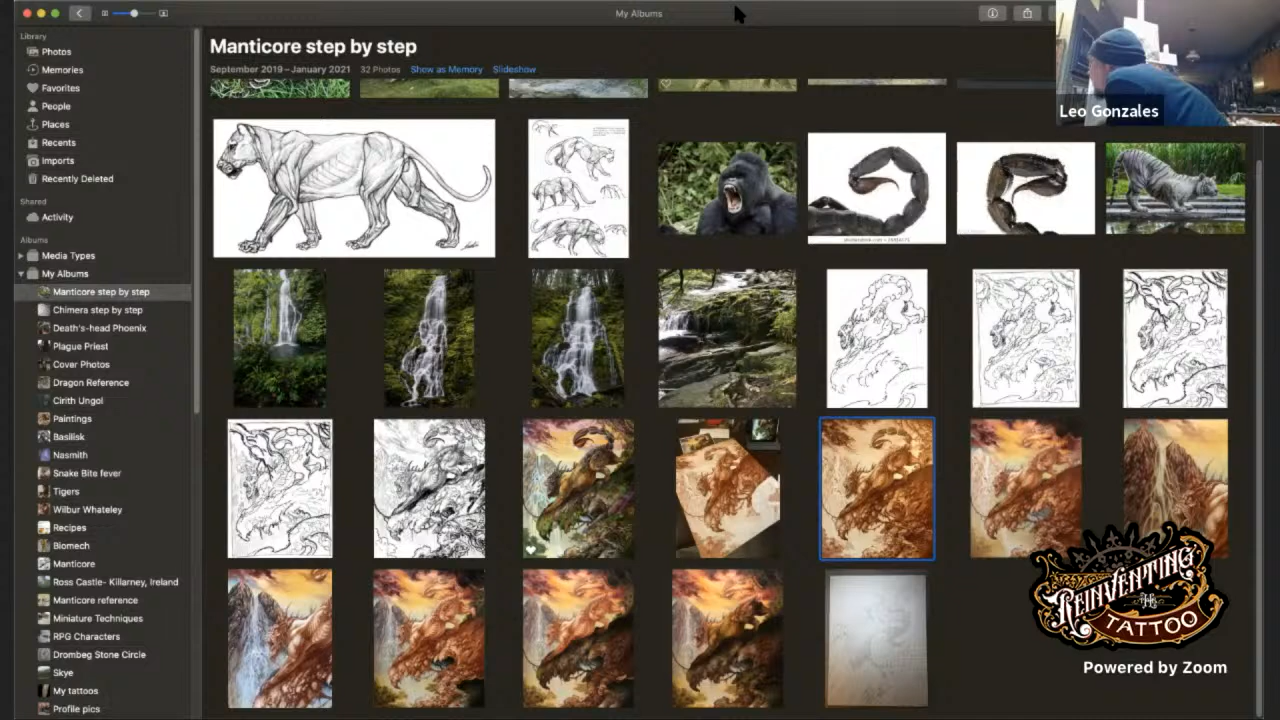 My Albums
Library
Photos
Memories
Favorites
People
Places
Recents
Imports
Recently Deleted
Shared
Activity
Albums
Media Types
My Albums
Manticore step by step
Chimera step by step
Death's-head Phoenix
Plague Priest
Cover Photos
Dragon Reference
Cirith Ungol
Paintings
Basilisk
Nasmith
Snake Bite fever
Tigers
Wilbur Whateley
Recipes
Biomech
Manticore
Ross Castle- Killarney, Ireland
Manticore reference
Miniature Techniques
RPG Characters
Drombeg Stone Circle
Skye
My tattoos
Profile pics
Manticore step by step
September 2019–January 2021 32 Photos Show as Memory Slideshow
Leo Gonzales
REINVENTING
THE
TATTOO
Powered by Zoom